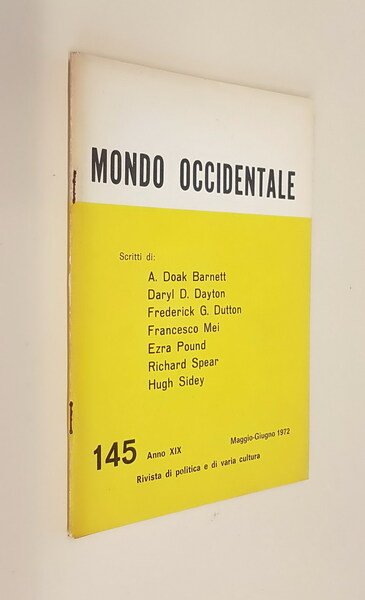 MONDO OCCIDENTALE
Scritti di:
A. Doak Barnett
Daryl D. Dayton
Frederick G. Dutton
Francesco Mei
Ezra Pound
Richard Spear
Hugh Sidey
145 Anno XIX Maggio-Giugno 1972
Rivista di politica e di varia cultura